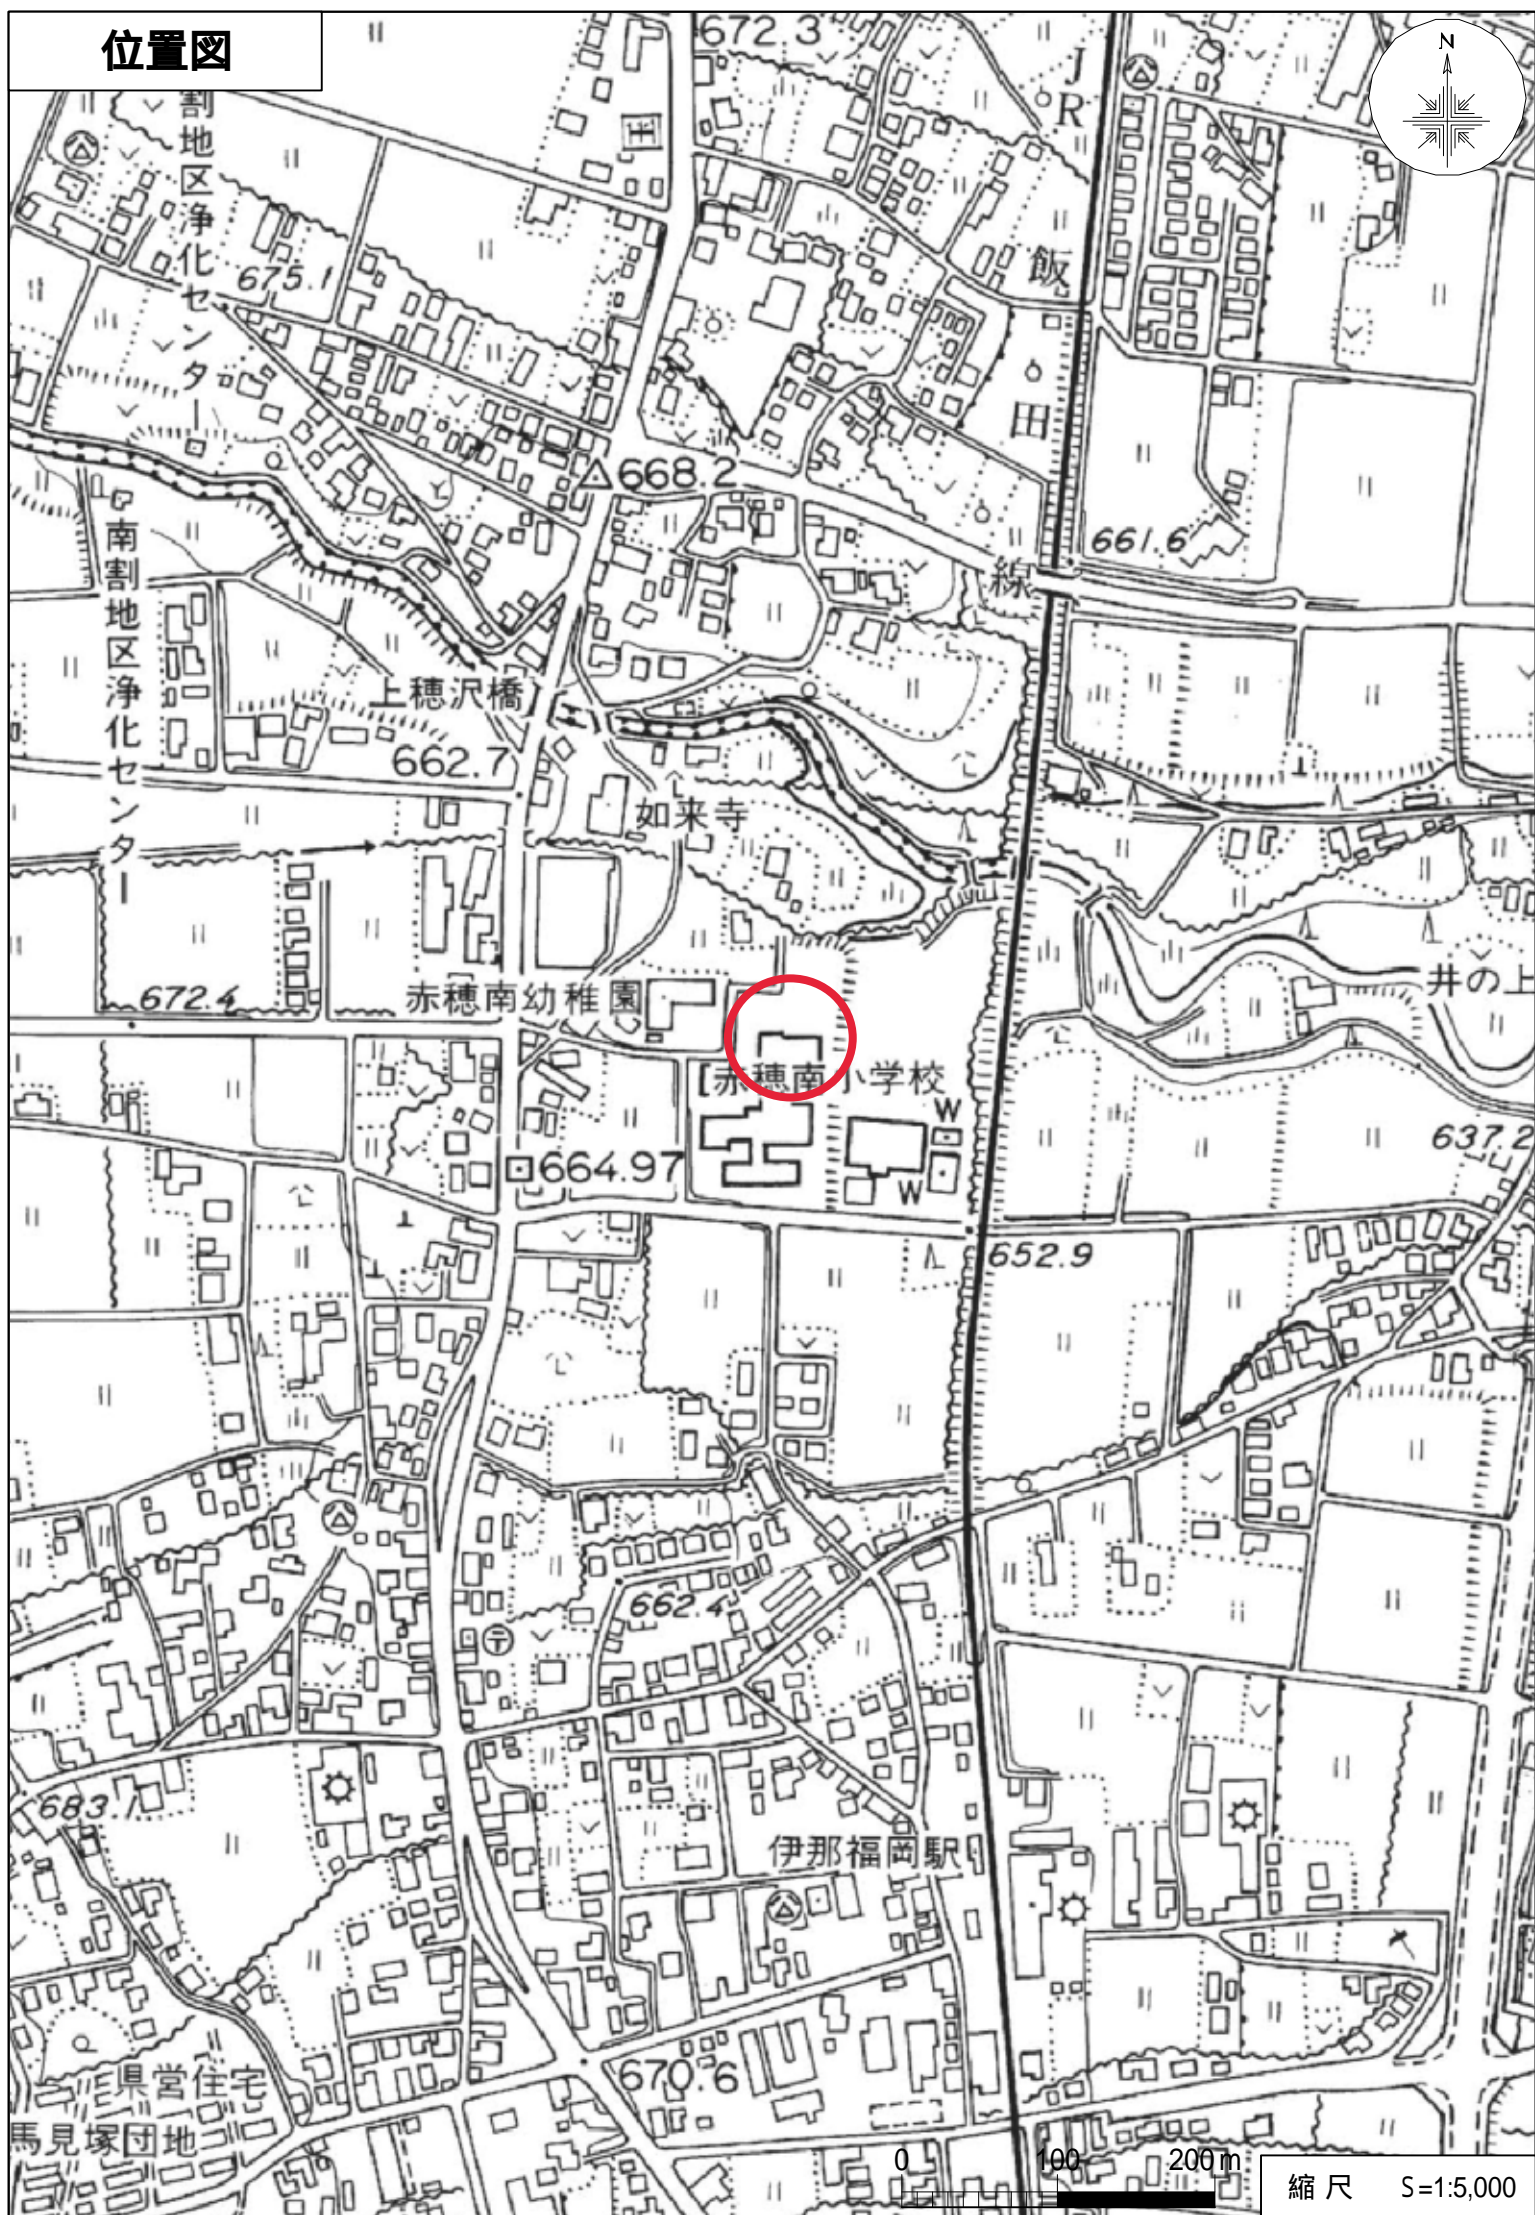 位置図
672.3
N
JR
割地区浄化センター
飯
675.1
田
668.2
661.6
線
南割地区浄化センター
上穂沢橋
662.7
如来寺
672.4
赤穂南幼稚園
井の上
赤穂南小学校
W
637.2
664.97
W
652.9
662.4
683.1
伊那福岡駅
670.6
県営住宅
馬見塚団地
0 100 200m
縮尺 S=1:5,000